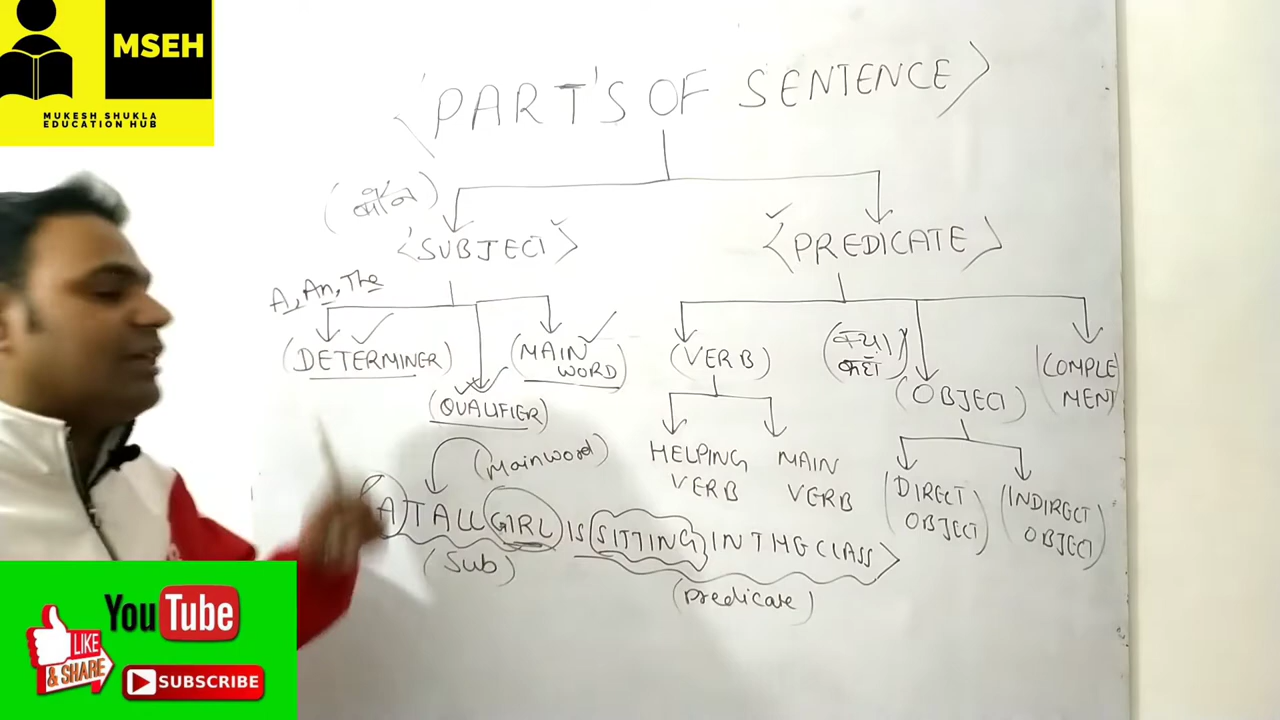 MSEH
MUKESH SHUKLA
EDUCATION HUB
<PART'S OF SENTENCE>
(कौन)
<SUBJECT>
<PREDICATE>
A, An, The
(DETERMINER)
(QUALIFIER)
(MAIN
WORD)
(VERB)
(क्या/
कहाँ)
(OBJECT)
(COMPLE
MENT
HELPING
VERB
MAIN
VERB
(DIRECT
OBJECT)
(INDIRECT
OBJECT)
(Mainword)
A TALL GIRL IS SITTING IN THE CLASS
(Sub)
(Predicate)
YouTube
LIKE
& SHARE
SUBSCRIBE